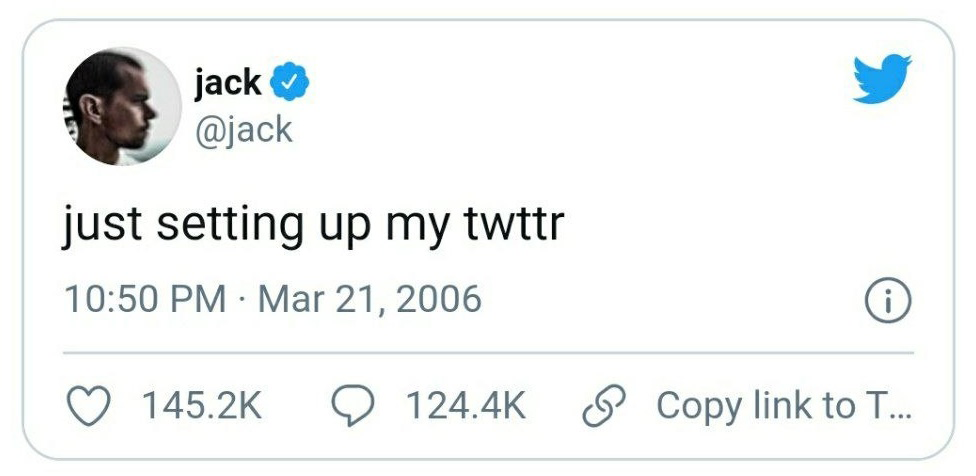 jack
@jack
just setting up my twttr
10:50 PM · Mar 21, 2006
145.2K 124.4K Copy link to T...